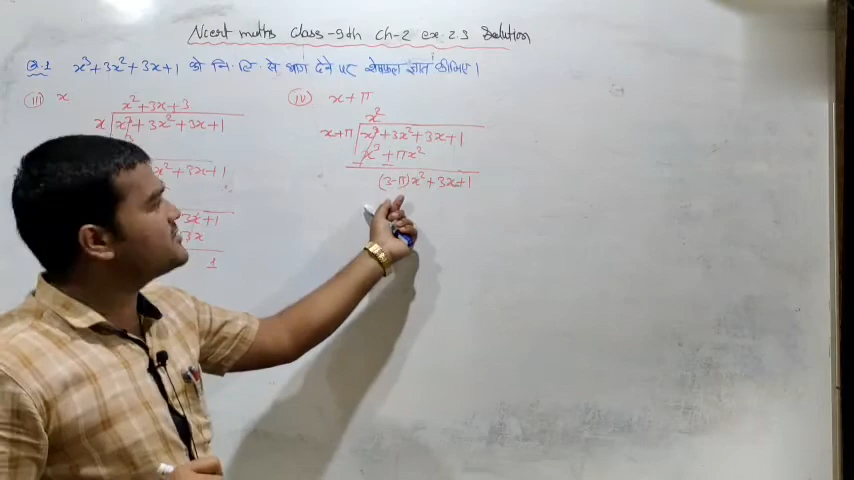 Ncert maths Class-9th Ch-2 ex 2.3 Solution
Q.1 x³+3x²+3x+1 को नि. लि. से भाग देने पर शेषफल ज्ञात कीजिए।
(iii) x
x²+3x+3
x | x³+3x²+3x+1
x²+3x+1
3x+1
3x
1
(iv) x+π
x²
x+π | x³+3x²+3x+1
x³+πx²
(3-π)x²+3x+1